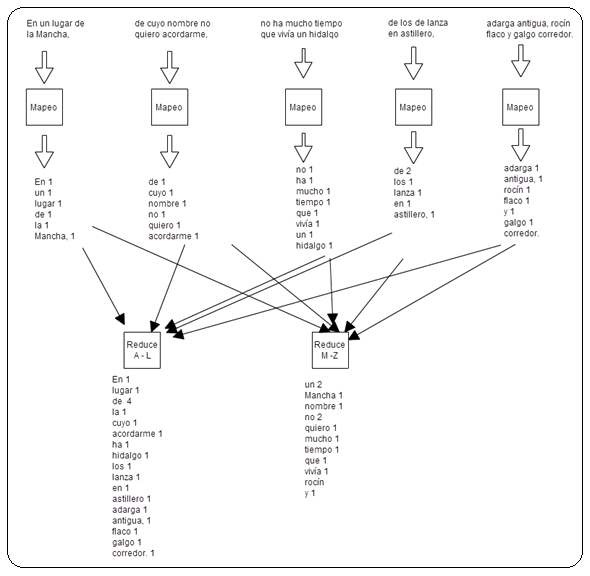 En un lugar de
la Mancha,
de cuyo nombre no
quiero acordarme,
no ha mucho tiempo
que vivía un hidalgo
de los de lanza
en astillero,
adarga antigua, rocín
flaco y galgo corredor.
Mapeo
Mapeo
Mapeo
Mapeo
Mapeo
En 1
un 1
lugar 1
de 1
la 1
Mancha, 1
de 1
cuyo 1
nombre 1
no 1
quiero 1
acordarme 1
no 1
ha 1
mucho 1
tiempo 1
que 1
vivía 1
un 1
hidalgo 1
de 2
los 1
lanza 1
en 1
astillero, 1
adarga 1
antigua, 1
rocín 1
flaco 1
y 1
galgo 1
corredor.
Reduce
A - L
Reduce
M -Z
En 1
lugar 1
de 4
la 1
cuyo 1
acordarme 1
ha 1
hidalgo 1
los 1
lanza 1
en 1
astillero 1
adarga 1
antigua, 1
flaco 1
galgo 1
corredor. 1
un 2
Mancha 1
nombre 1
no 2
quiero 1
mucho 1
tiempo 1
que 1
vivía 1
rocín
y 1